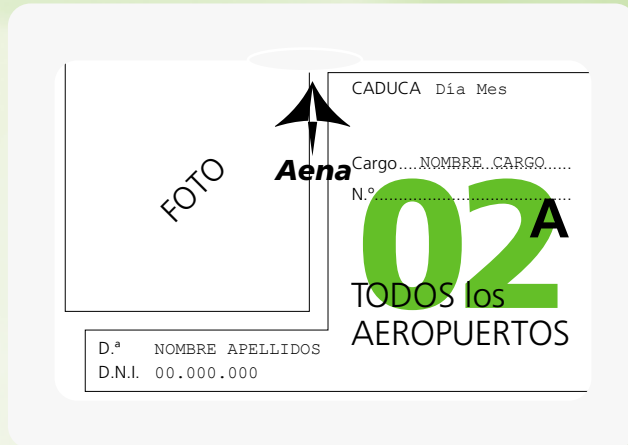 CADUCA Día Mes
FOTO
Aena
Cargo....NOMBRE CARGO......
N.º......................................
02
A
TODOS los
AEROPUERTOS
D.ª NOMBRE APELLIDOS
D.N.I. 00.000.000